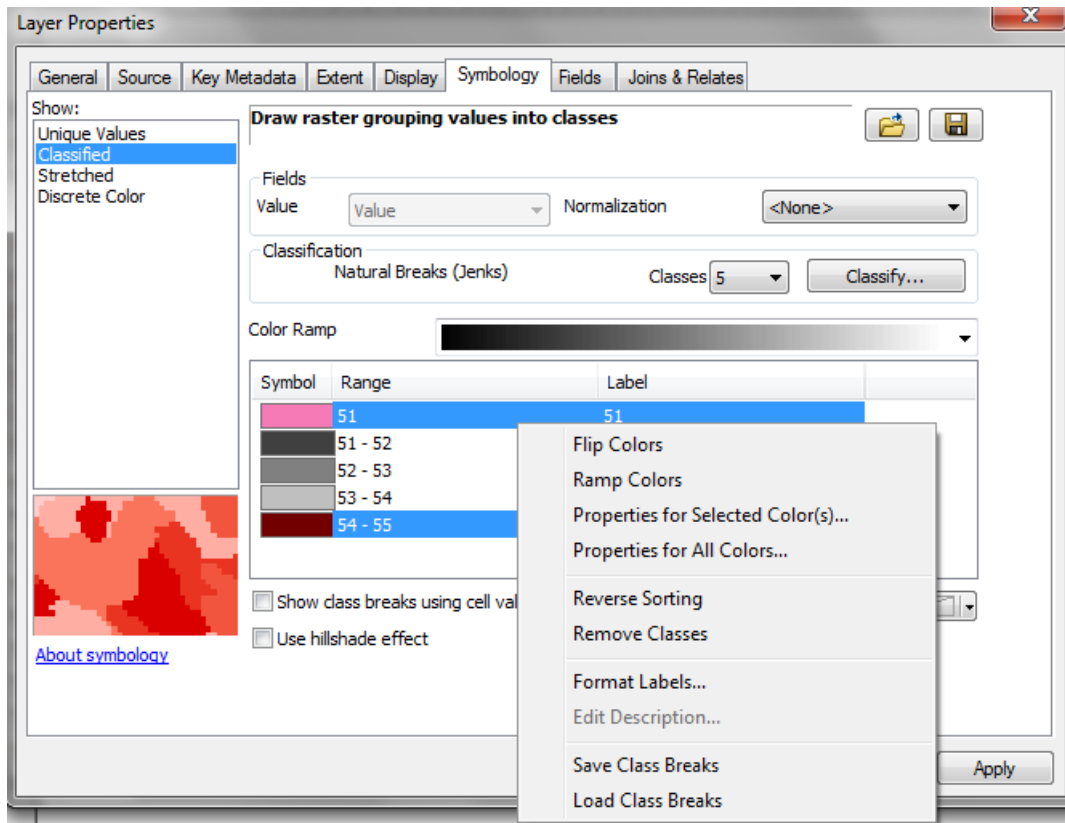 Layer Properties
X
General Source Key Metadata Extent Display Symbology Fields Joins & Relates
Show:
Unique Values
Classified
Stretched
Discrete Color
About symbology
Draw raster grouping values into classes
Fields
Value Value Normalization <None>
Classification
Natural Breaks (Jenks) Classes 5 Classify...
Color Ramp
Symbol Range Label
51 51
51 - 52
52 - 53
53 - 54
54 - 55
Show class breaks using cell val
Use hillshade effect
Flip Colors
Ramp Colors
Properties for Selected Color(s)...
Properties for All Colors...
Reverse Sorting
Remove Classes
Format Labels...
Edit Description...
Save Class Breaks
Load Class Breaks
Apply